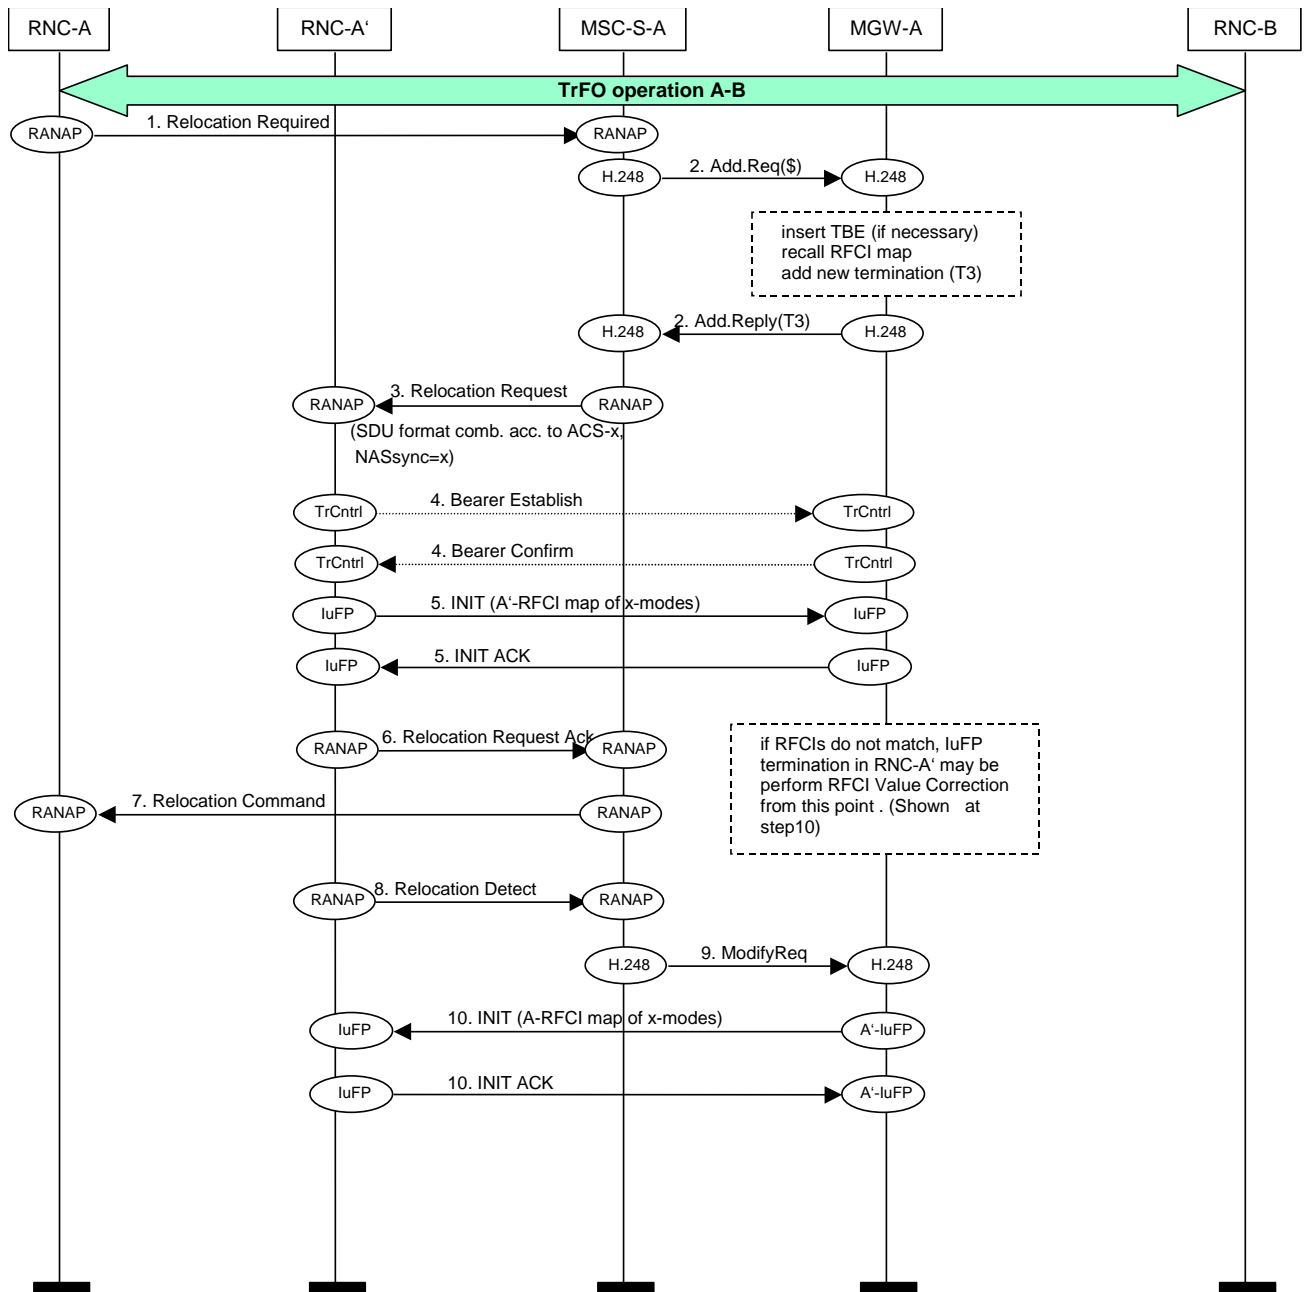 RNC-A
RNC-A‘
MSC-S-A
MGW-A
RNC-B
TrFO operation A-B
RANAP
1. Relocation Required
RANAP
H.248
2. Add.Req($)
H.248
insert TBE (if necessary)
recall RFCI map
add new termination (T3)
H.248
2. Add.Reply(T3)
H.248
RANAP
3. Relocation Request
RANAP
(SDU format comb. acc. to ACS-x,
NASsync=x)
TrCntrl
4. Bearer Establish
TrCntrl
TrCntrl
4. Bearer Confirm
TrCntrl
IuFP
5. INIT (A‘-RFCI map of x-modes)
IuFP
IuFP
5. INIT ACK
IuFP
RANAP
6. Relocation Request Ack
RANAP
if RFCIs do not match, IuFP
termination in RNC-A‘ may be
perform RFCI Value Correction
from this point . (Shown at
step10)
RANAP
7. Relocation Command
RANAP
RANAP
8. Relocation Detect
RANAP
H.248
9. ModifyReq
H.248
IuFP
10. INIT (A-RFCI map of x-modes)
A‘-IuFP
IuFP
10. INIT ACK
A‘-IuFP